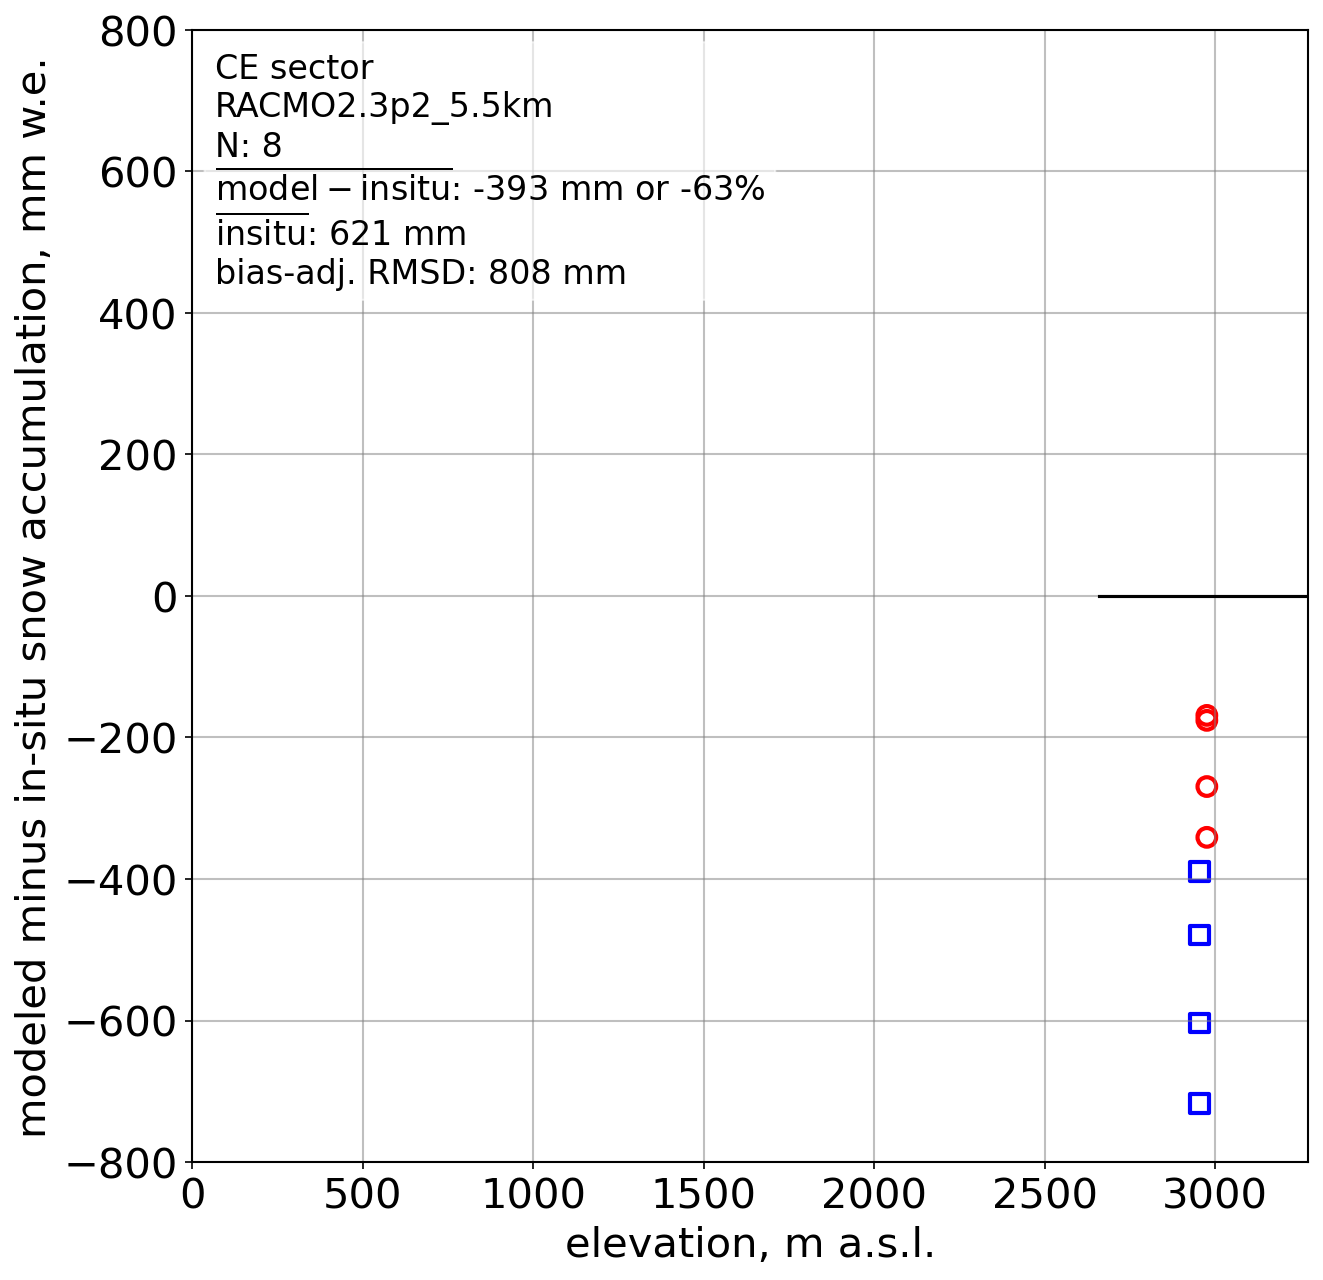 CE sector
RACMO2.3p2_5.5km
N: 8
model − insitu: -393 mm or -63%
insitu: 621 mm
bias-adj. RMSD: 808 mm
modeled minus in-situ snow accumulation, mm w.e.
800
600
400
200
0
−200
−400
−600
−800
0 500 1000 1500 2000 2500 3000
elevation, m a.s.l.